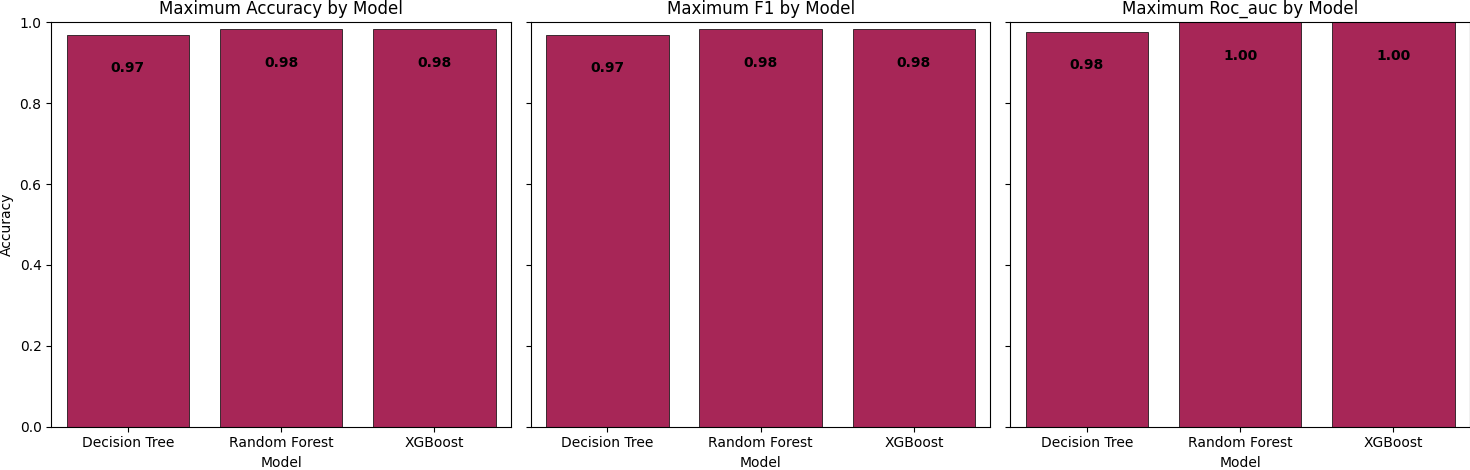 Maximum Accuracy by Model
Maximum F1 by Model
Maximum Roc_auc by Model
Accuracy
1.0
0.8
0.6
0.4
0.2
0.0
0.97
0.98
0.98
0.97
0.98
0.98
0.98
1.00
1.00
Decision Tree
Random Forest
XGBoost
Decision Tree
Random Forest
XGBoost
Decision Tree
Random Forest
XGBoost
Model
Model
Model